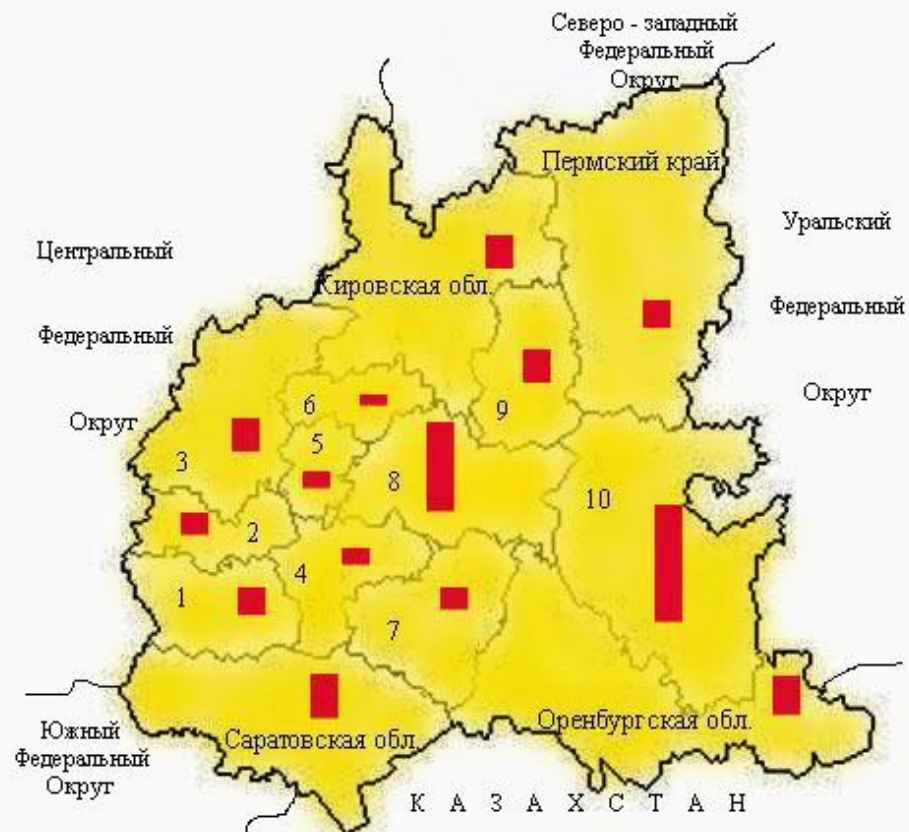 Северо - западный
Федеральный
Округ
Пермский край
Уральский
Федеральный
Округ
Центральный
Федеральный
Округ
Кировская обл.
6
9
5
3
8
10
2
4
1
7
Оренбургская обл.
Саратовская обл.
Южный
Федеральный
Округ
К А З А Х С Т А Н